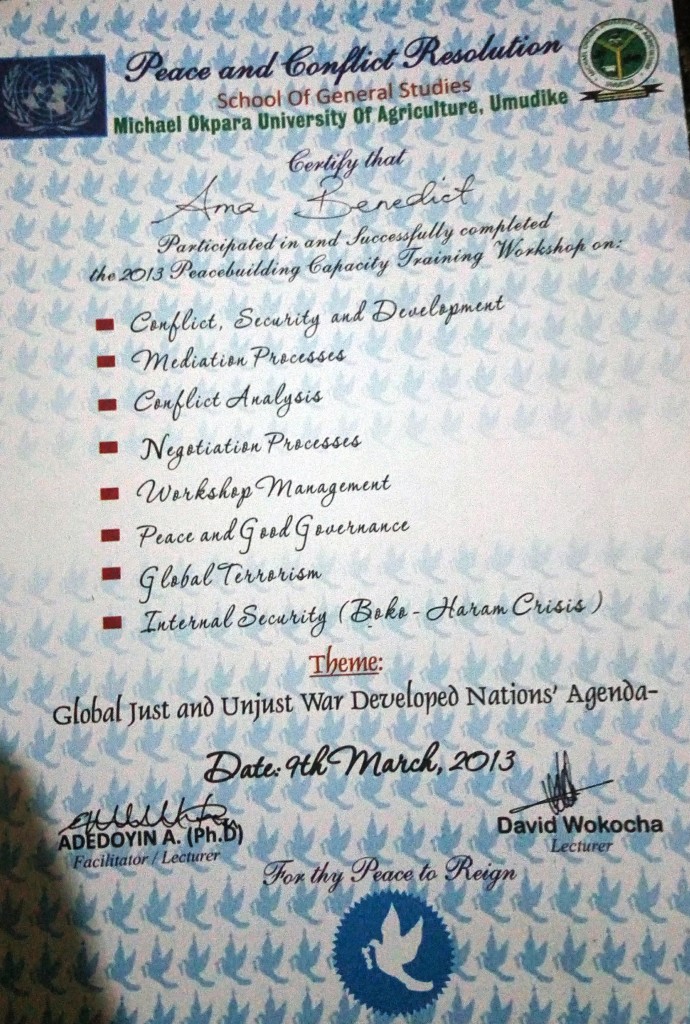 Peace and Conflict Resolution
School Of General Studies
Michael Okpara University Of Agriculture, Umudike
Certify that
Ama Benedict
Participated in and Successfully completed
the 2013 Peacebuilding Capacity Training Workshop on:
Conflict, Security and Development
Mediation Processes
Conflict Analysis
Negotiation Processes
Workshop Management
Peace and Good Governance
Global Terrorism
Internal Security (Boko-Haram Crisis)
Theme:
Global Just and Unjust War Developed Nations' Agenda-
Date: 9th March, 2013
ADEDOYIN A. (Ph.D)
Facilitator / Lecturer
David Wokocha
Lecturer
For thy Peace to Reign